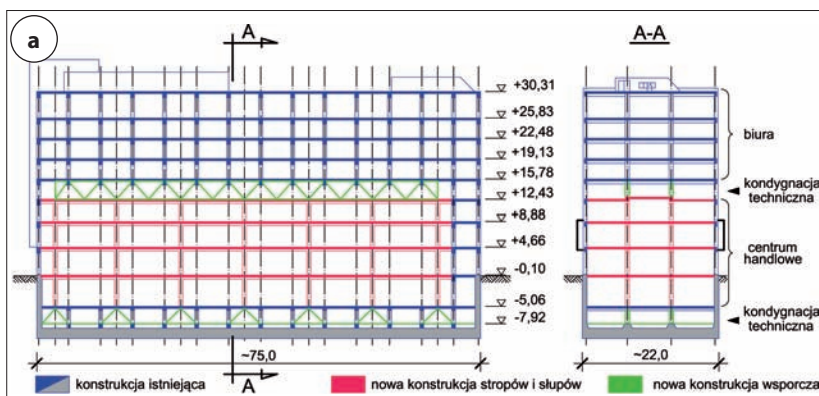 a
A
A-A
+30,31
+25,83
+22,48
+19,13
+15,78
+12,43
+8,88
+4,66
-0,10
-5,06
-7,92
biura
kondygnacja
techniczna
centrum
handlowe
kondygnacja
techniczna
~75,0
~22,0
A
konstrukcja istniejąca
nowa konstrukcja stropów i słupów
nowa konstrukcja wsporcza